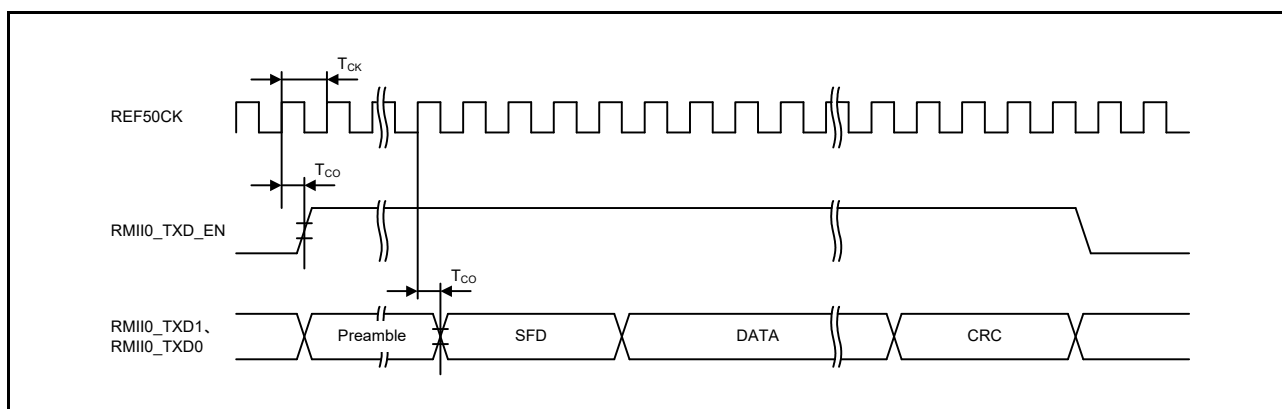 TCK
REF50CK
TCO
RMII0_TXD_EN
TCO
RMII0_TXD1、
RMII0_TXD0
Preamble SFD DATA CRC